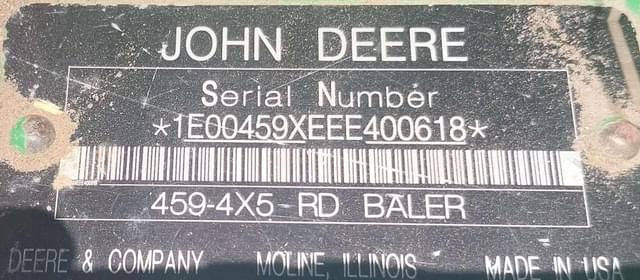 JOHN DEERE
Serial Number
*1E00459XEEE400618*
459-4X5 RD BALER
DEERE & COMPANY MOLINE, ILLINOIS MADE IN USA